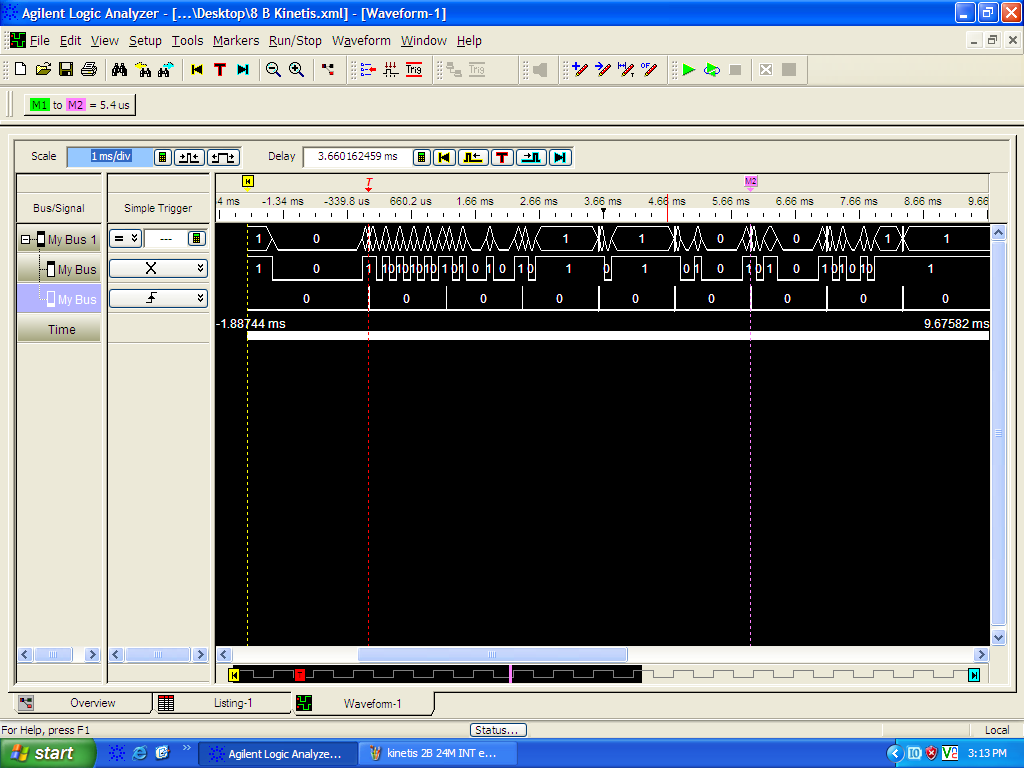 Agilent Logic Analyzer - [...\Desktop\8 B Kinetis.xml] - [Waveform-1]
File Edit View Setup Tools Markers Run/Stop Waveform Window Help
M1 to M2 = 5.4 us
Scale 1 ms/div Delay 3.660162459 ms
T M2
Bus/Signal Simple Trigger 4 ms -1.34 ms -339.8 us 660.2 us 1.66 ms 2.66 ms 3.66 ms 4.66 ms 5.66 ms 6.66 ms 7.66 ms 8.66 ms 9.66
My Bus 1 = --- 1 0 1 1 0 0 1 1
My Bus X 1 0 1 1 0 1 0 1 0 1 0 1 0 1 0 1 0 1 0 1 0 1 0 1 0 1 0 1 0 1 0 1 0 1 0 1 0 1
My Bus 0 0 0 0 0 0 0 0 0
Time -1.88744 ms 9.67582 ms
Overview Listing-1 Waveform-1
For Help, press F1 Status... Local
start Agilent Logic Analyze... kinetis 2B 24M INT e... 3:13 PM